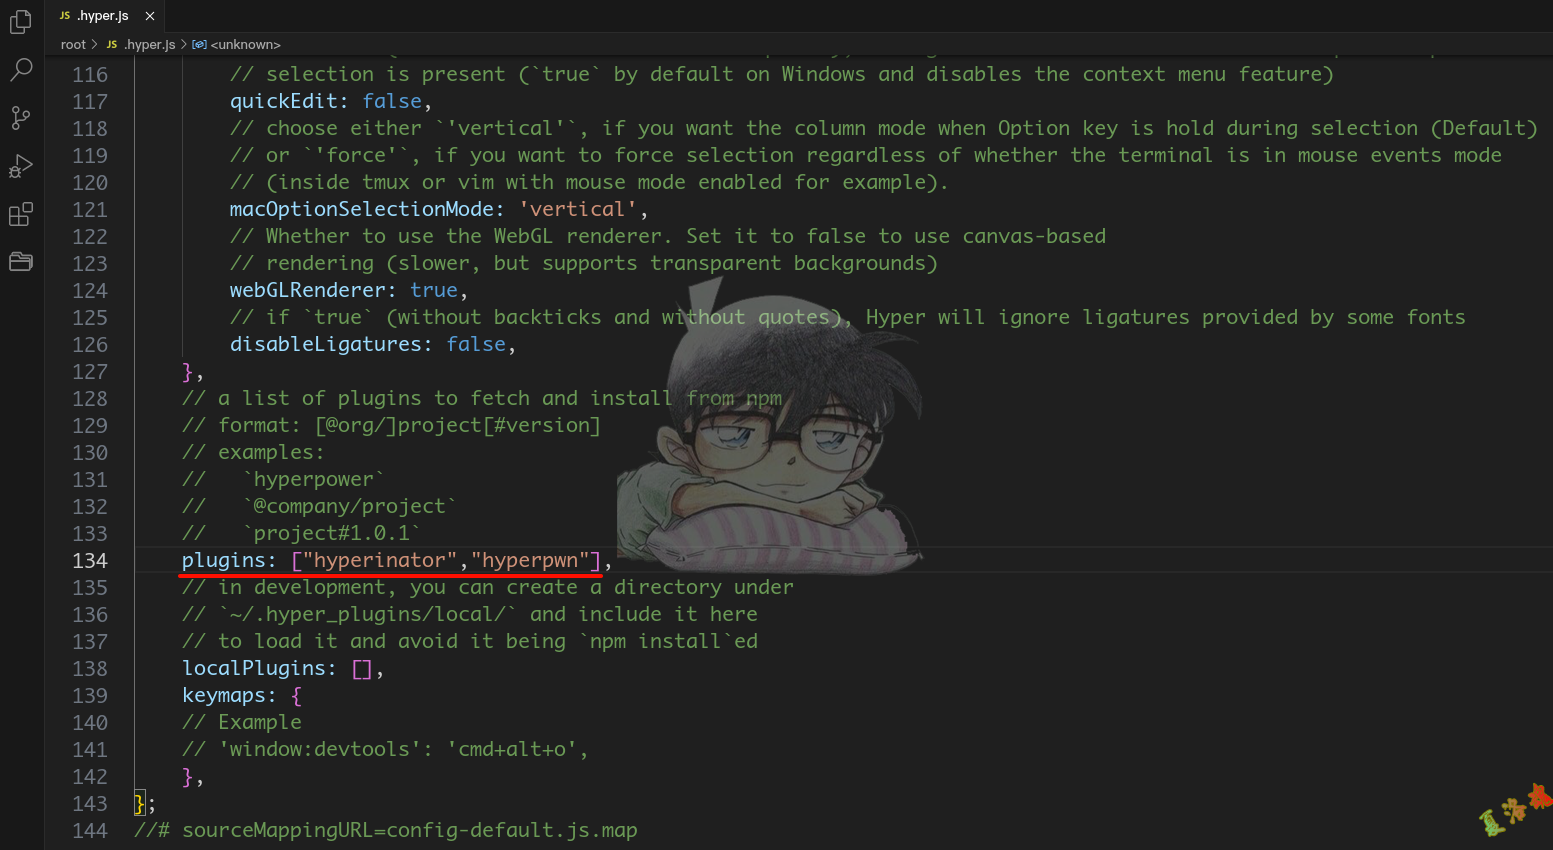 JS .hyper.js ×
root > JS .hyper.js > <unknown>
116 // selection is present (`true` by default on Windows and disables the context menu feature)
117 quickEdit: false,
118 // choose either `'vertical'`, if you want the column mode when Option key is hold during selection (Default)
119 // or `'force'`, if you want to force selection regardless of whether the terminal is in mouse events mode
120 // (inside tmux or vim with mouse mode enabled for example).
121 macOptionSelectionMode: 'vertical',
122 // Whether to use the WebGL renderer. Set it to false to use canvas-based
123 // rendering (slower, but supports transparent backgrounds)
124 webGLRenderer: true,
125 // if `true` (without backticks and without quotes), Hyper will ignore ligatures provided by some fonts
126 disableLigatures: false,
127 },
128 // a list of plugins to fetch and install from npm
129 // format: [@org/]project[#version]
130 // examples:
131 //   `hyperpower`
132 //   `@company/project`
133 //   `project#1.0.1`
134 plugins: ["hyperinator","hyperpwn"],
135 // in development, you can create a directory under
136 // `~/.hyper_plugins/local/` and include it here
137 // to load it and avoid it being `npm install`ed
138 localPlugins: [],
139 keymaps: {
140 // Example
141 // 'window:devtools': 'cmd+alt+o',
142 },
143 };
144 //# sourceMappingURL=config-default.js.map